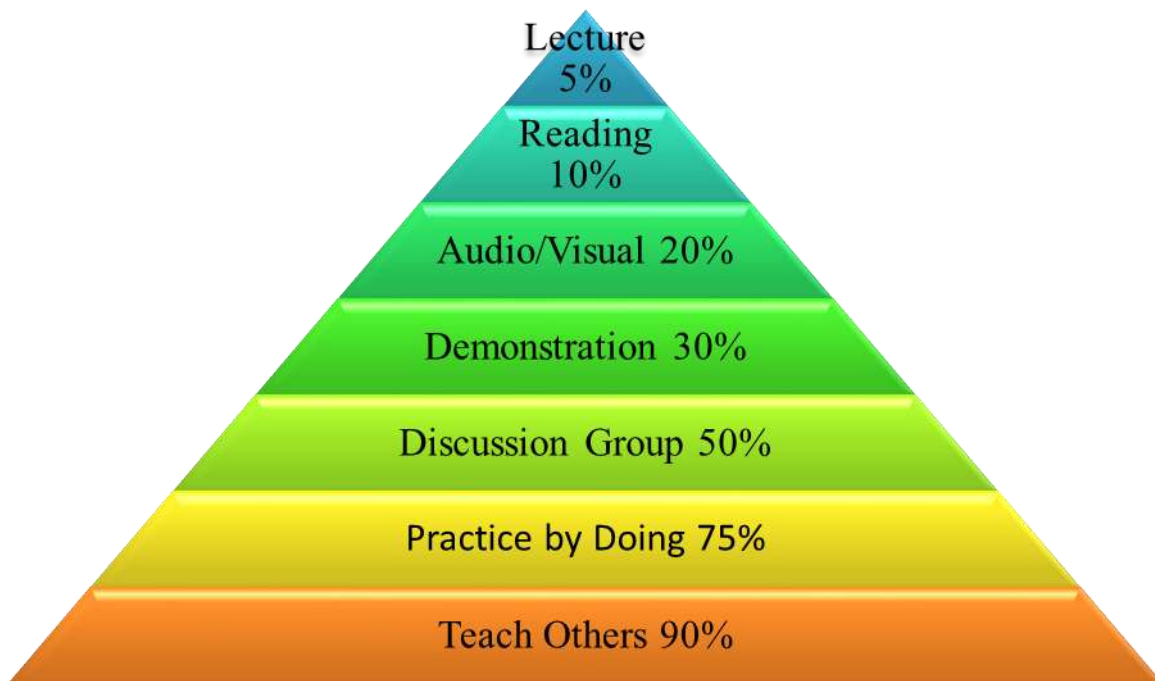 Lecture
5%
Reading
10%
Audio/Visual 20%
Demonstration 30%
Discussion Group 50%
Practice by Doing 75%
Teach Others 90%